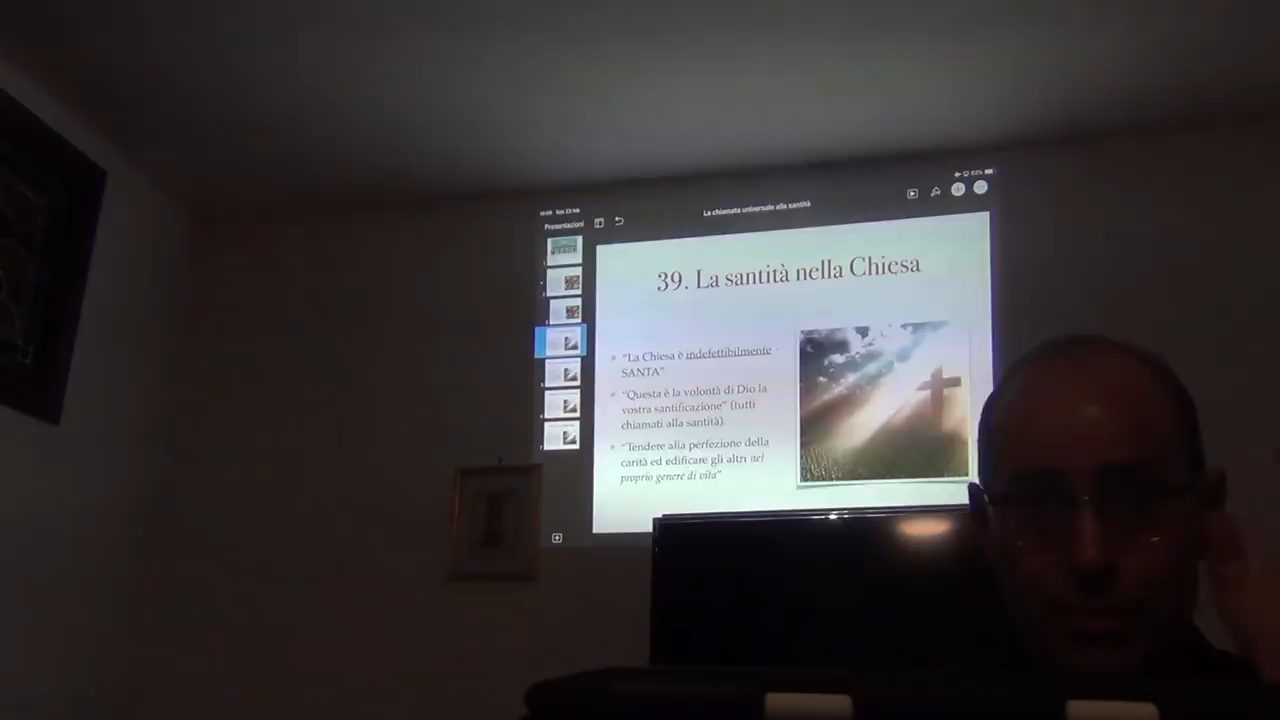 La chiamata universale alla santità
Presentazioni
39. La santità nella Chiesa
“La Chiesa è indefettibilmente
SANTA”.
“Questa è la volontà di Dio la
vostra santificazione” (tutti
chiamati alla santità).
“Tendere alla perfezione della
carità ed edificare gli altri nel
proprio genere di vita”